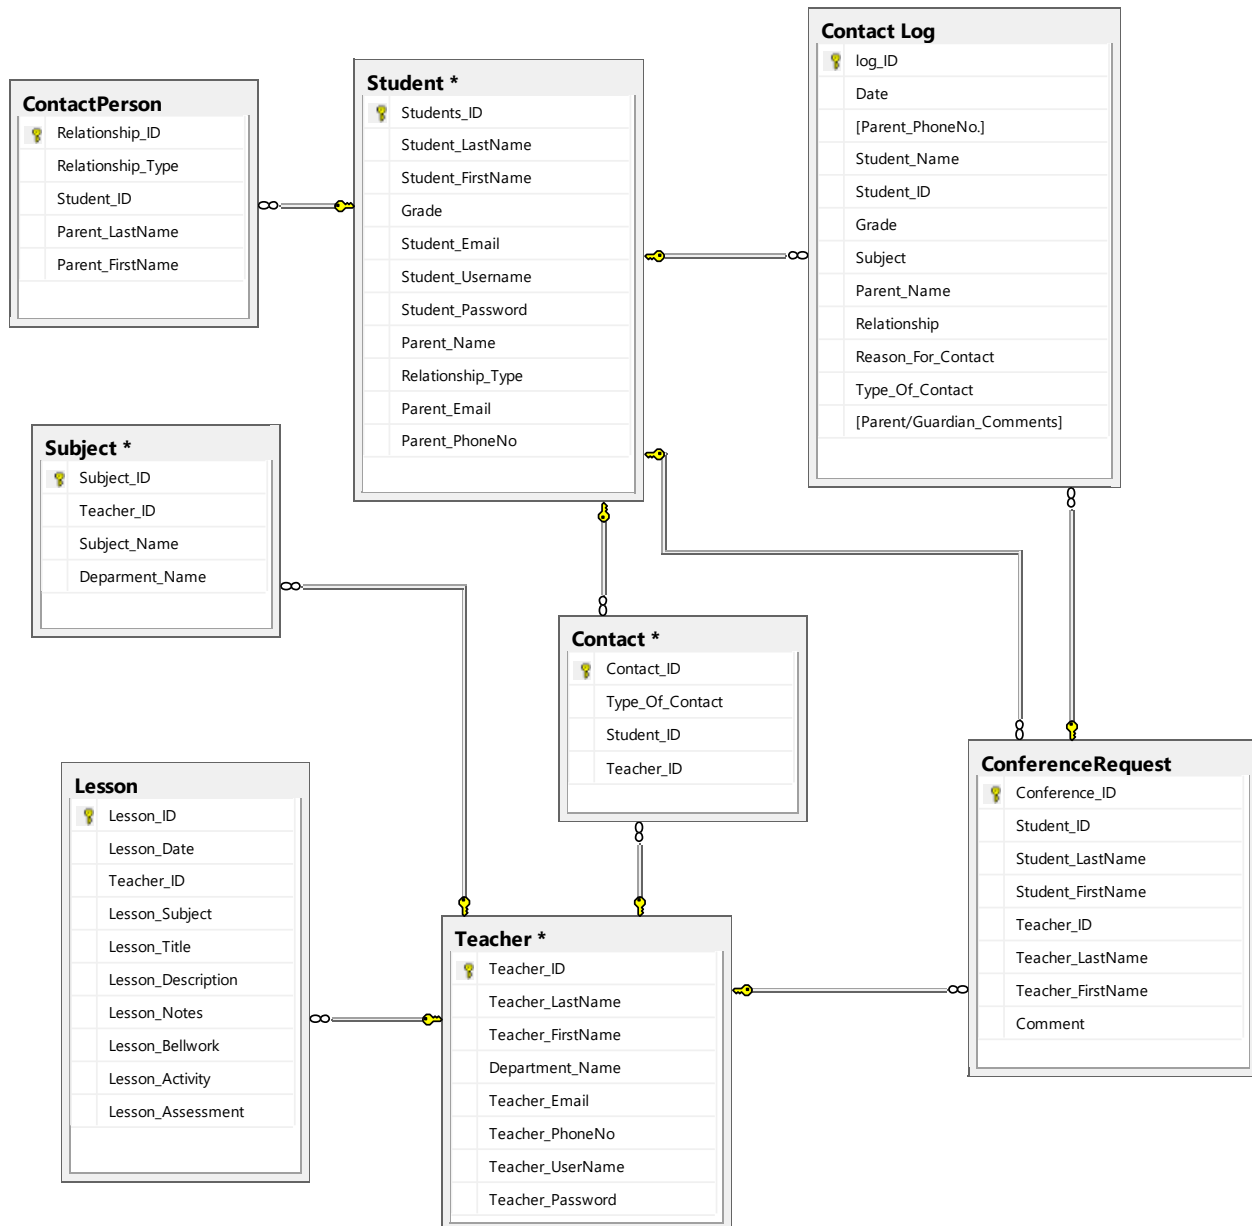 ContactPerson
Relationship_ID
Relationship_Type
Student_ID
Parent_LastName
Parent_FirstName
Student *
Students_ID
Student_LastName
Student_FirstName
Grade
Student_Email
Student_Username
Student_Password
Parent_Name
Relationship_Type
Parent_Email
Parent_PhoneNo
Contact Log
log_ID
Date
[Parent_PhoneNo.]
Student_Name
Student_ID
Grade
Subject
Parent_Name
Relationship
Reason_For_Contact
Type_Of_Contact
[Parent/Guardian_Comments]
Subject *
Subject_ID
Teacher_ID
Subject_Name
Deparment_Name
Contact *
Contact_ID
Type_Of_Contact
Student_ID
Teacher_ID
ConferenceRequest
Conference_ID
Student_ID
Student_LastName
Student_FirstName
Teacher_ID
Teacher_LastName
Teacher_FirstName
Comment
Lesson
Lesson_ID
Lesson_Date
Teacher_ID
Lesson_Subject
Lesson_Title
Lesson_Description
Lesson_Notes
Lesson_Bellwork
Lesson_Activity
Lesson_Assessment
Teacher *
Teacher_ID
Teacher_LastName
Teacher_FirstName
Department_Name
Teacher_Email
Teacher_PhoneNo
Teacher_UserName
Teacher_Password